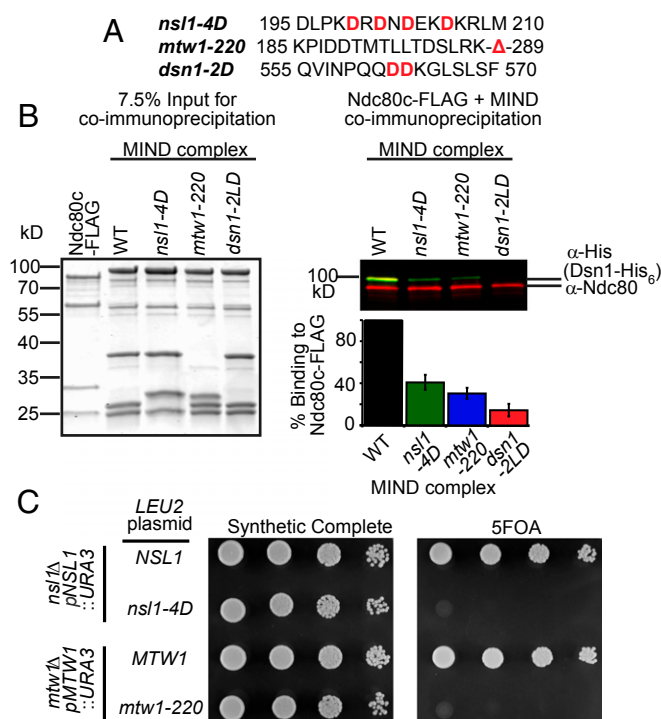 A
nsl1-4D 195 DLPKDRDNDEKDKRLM 210
mtw1-220 185 KPIDDTMTLLTDSLRK-Δ-289
dsn1-2D 555 QVINPQQDDKGLSLSF 570
B
7.5% Input for
co-immunoprecipitation
MIND complex
kD
Ndc80c
-FLAG
WT
nsl1-4D
mtw1-220
dsn1-2LD
100
70
55
40
35
25
Ndc80c-FLAG + MIND
co-immunoprecipitation
MIND complex
WT
nsl1-4D
mtw1-220
dsn1-2LD
100
kD
α-His
(Dsn1-His6)
α-Ndc80
% Binding to
Ndc80c-FLAG
80
40
0
WT
nsl1
-4D
mtw1
-220
dsn1
-2LD
MIND complex
C
LEU2
plasmid
Synthetic Complete
5FOA
nsl1Δ
pNSL1
::URA3
NSL1
nsl1-4D
mtw1Δ
pMTW1
::URA3
MTW1
mtw1-220